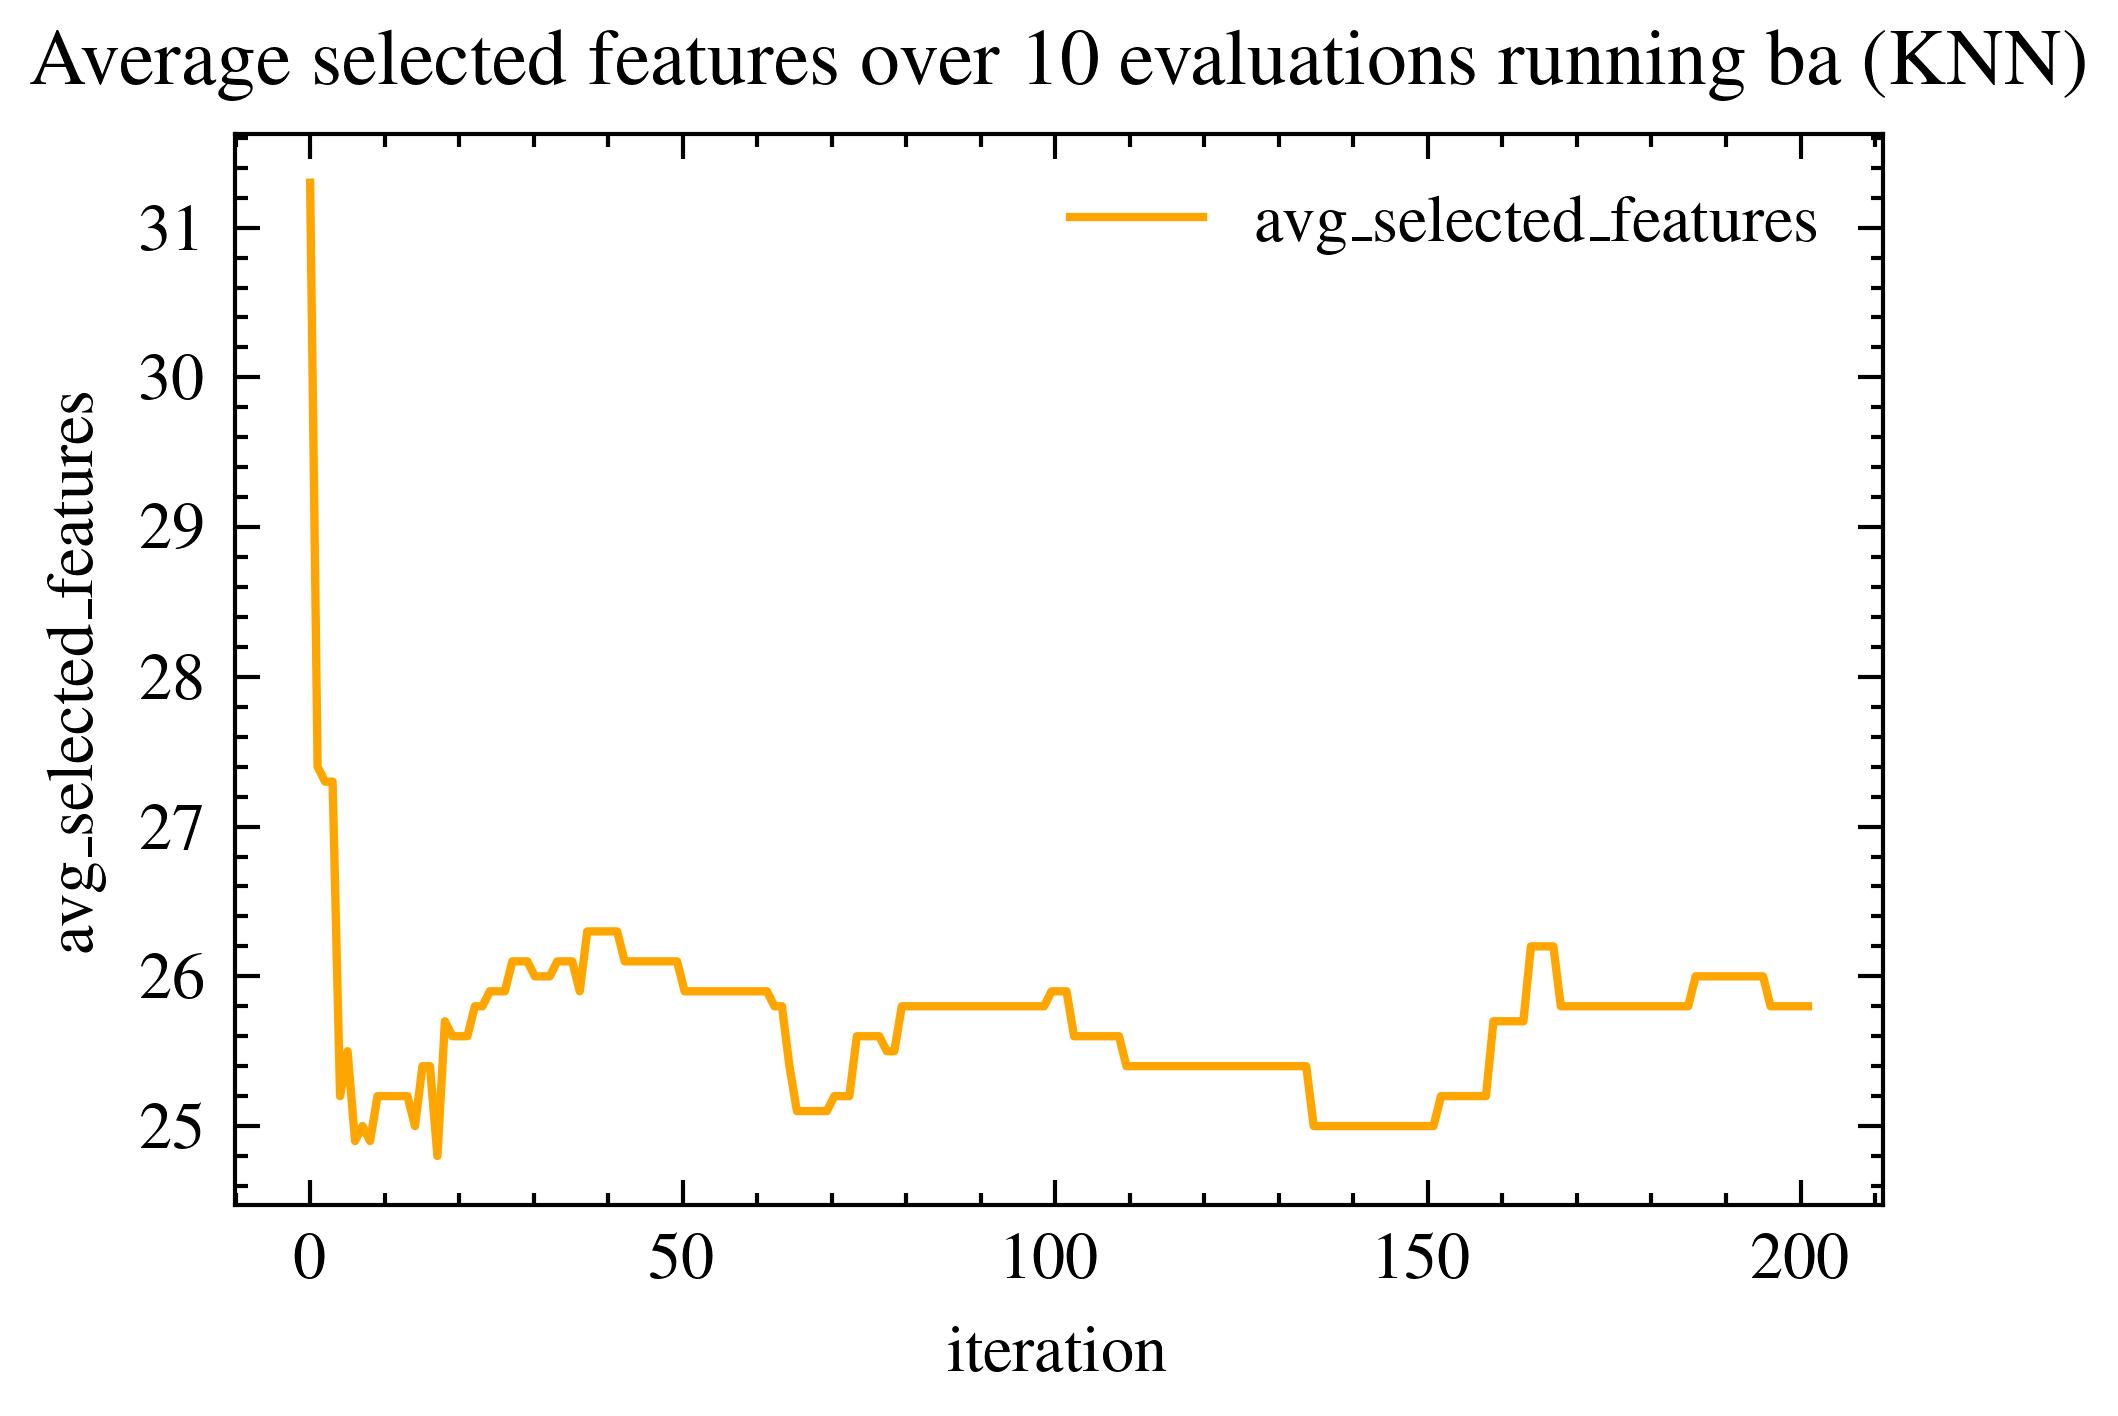 Average selected features over 10 evaluations running ba (KNN)
avg_selected_features
31
30
29
28
27
26
25
avg_selected_features
0 50 100 150 200
iteration